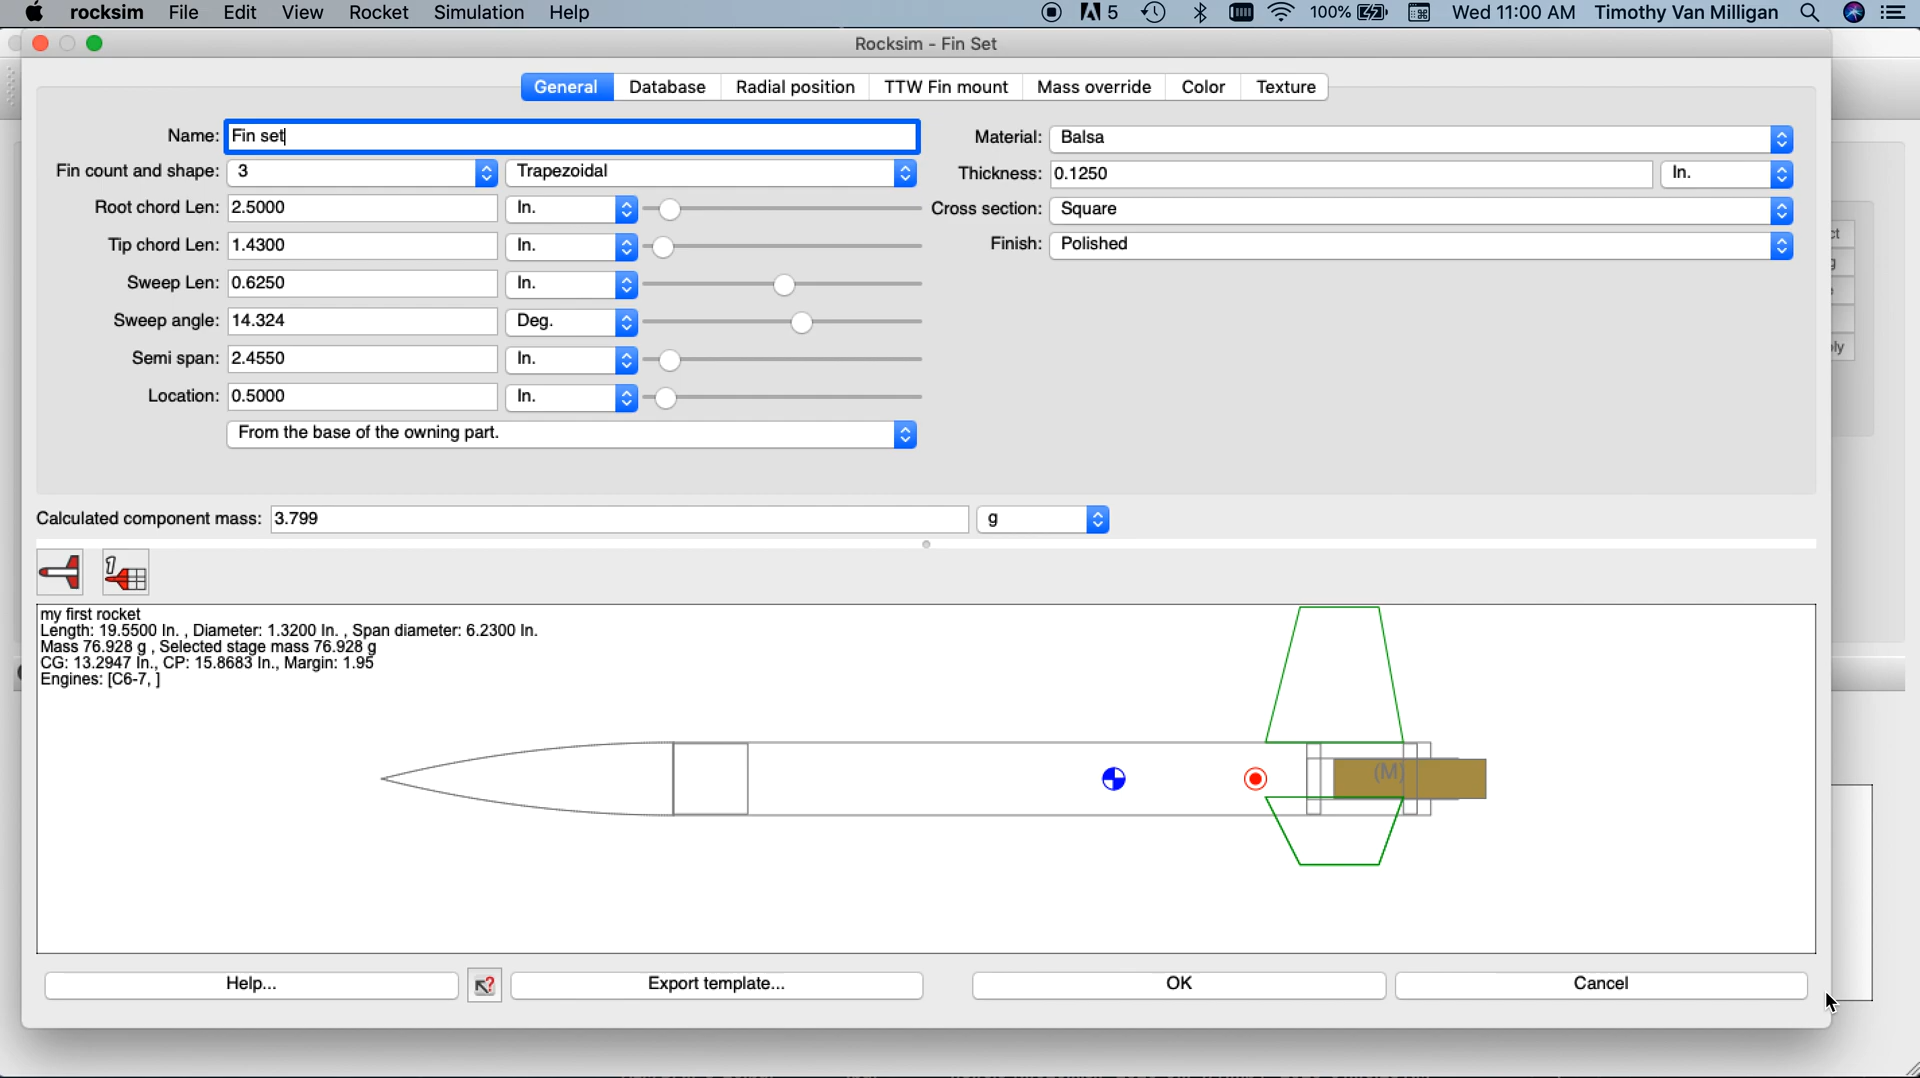 rocksim File Edit View Rocket Simulation Help 5 100% Wed 11:00 AM Timothy Van Milligan
Rocksim - Fin Set
General Database Radial position TTW Fin mount Mass override Color Texture
Name: Fin set
Fin count and shape: 3 Trapezoidal
Root chord Len: 2.5000 In.
Tip chord Len: 1.4300 In.
Sweep Len: 0.6250 In.
Sweep angle: 14.324 Deg.
Semi span: 2.4550 In.
Location: 0.5000 In.
From the base of the owning part.
Material: Balsa
Thickness: 0.1250 In.
Cross section: Square
Finish: Polished
Calculated component mass: 3.799 g
1
my first rocket
Length: 19.5500 In. , Diameter: 1.3200 In. , Span diameter: 6.2300 In.
Mass 76.928 g , Selected stage mass 76.928 g
CG: 13.2947 In., CP: 15.8683 In., Margin: 1.95
Engines: [C6-7, ]
(M)
Help... Export template... OK Cancel